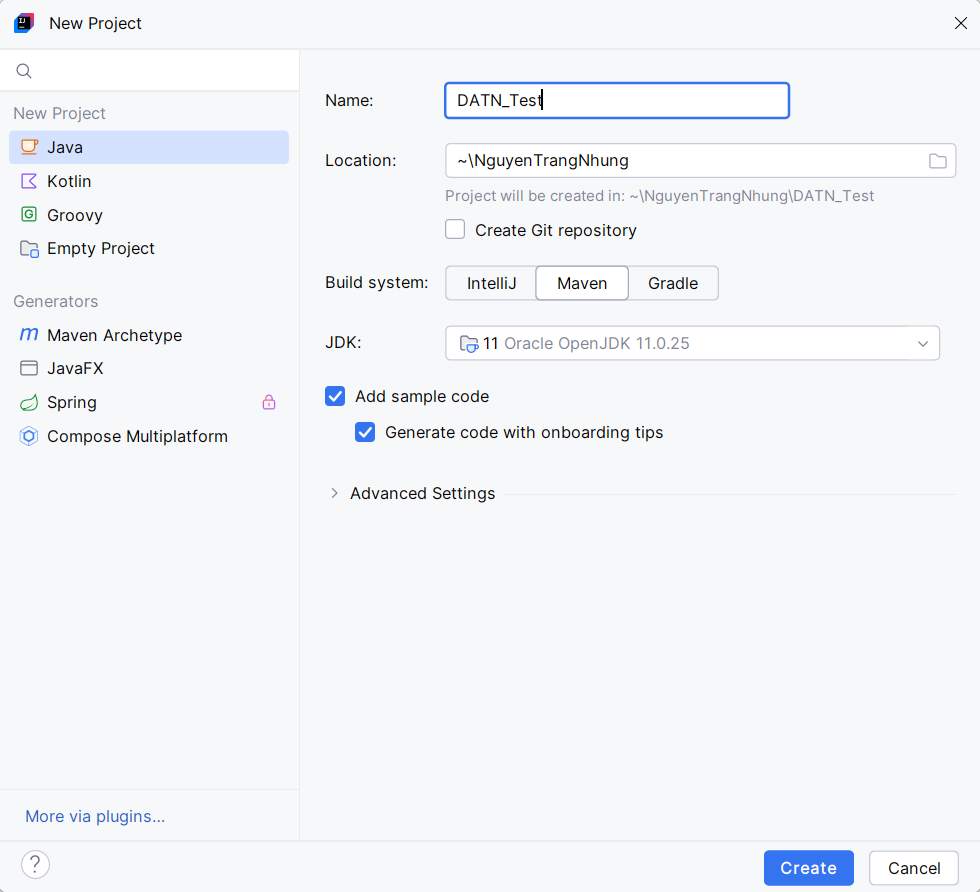 New Project
New Project
Java
Kotlin
Groovy
Empty Project
Generators
Maven Archetype
JavaFX
Spring
Compose Multiplatform
More via plugins...
Name: DATN_Test
Location: ~\NguyenTrangNhung
Project will be created in: ~\NguyenTrangNhung\DATN_Test
Create Git repository
Build system: IntelliJ Maven Gradle
JDK: 11 Oracle OpenJDK 11.0.25
Add sample code
Generate code with onboarding tips
Advanced Settings
? Create Cancel